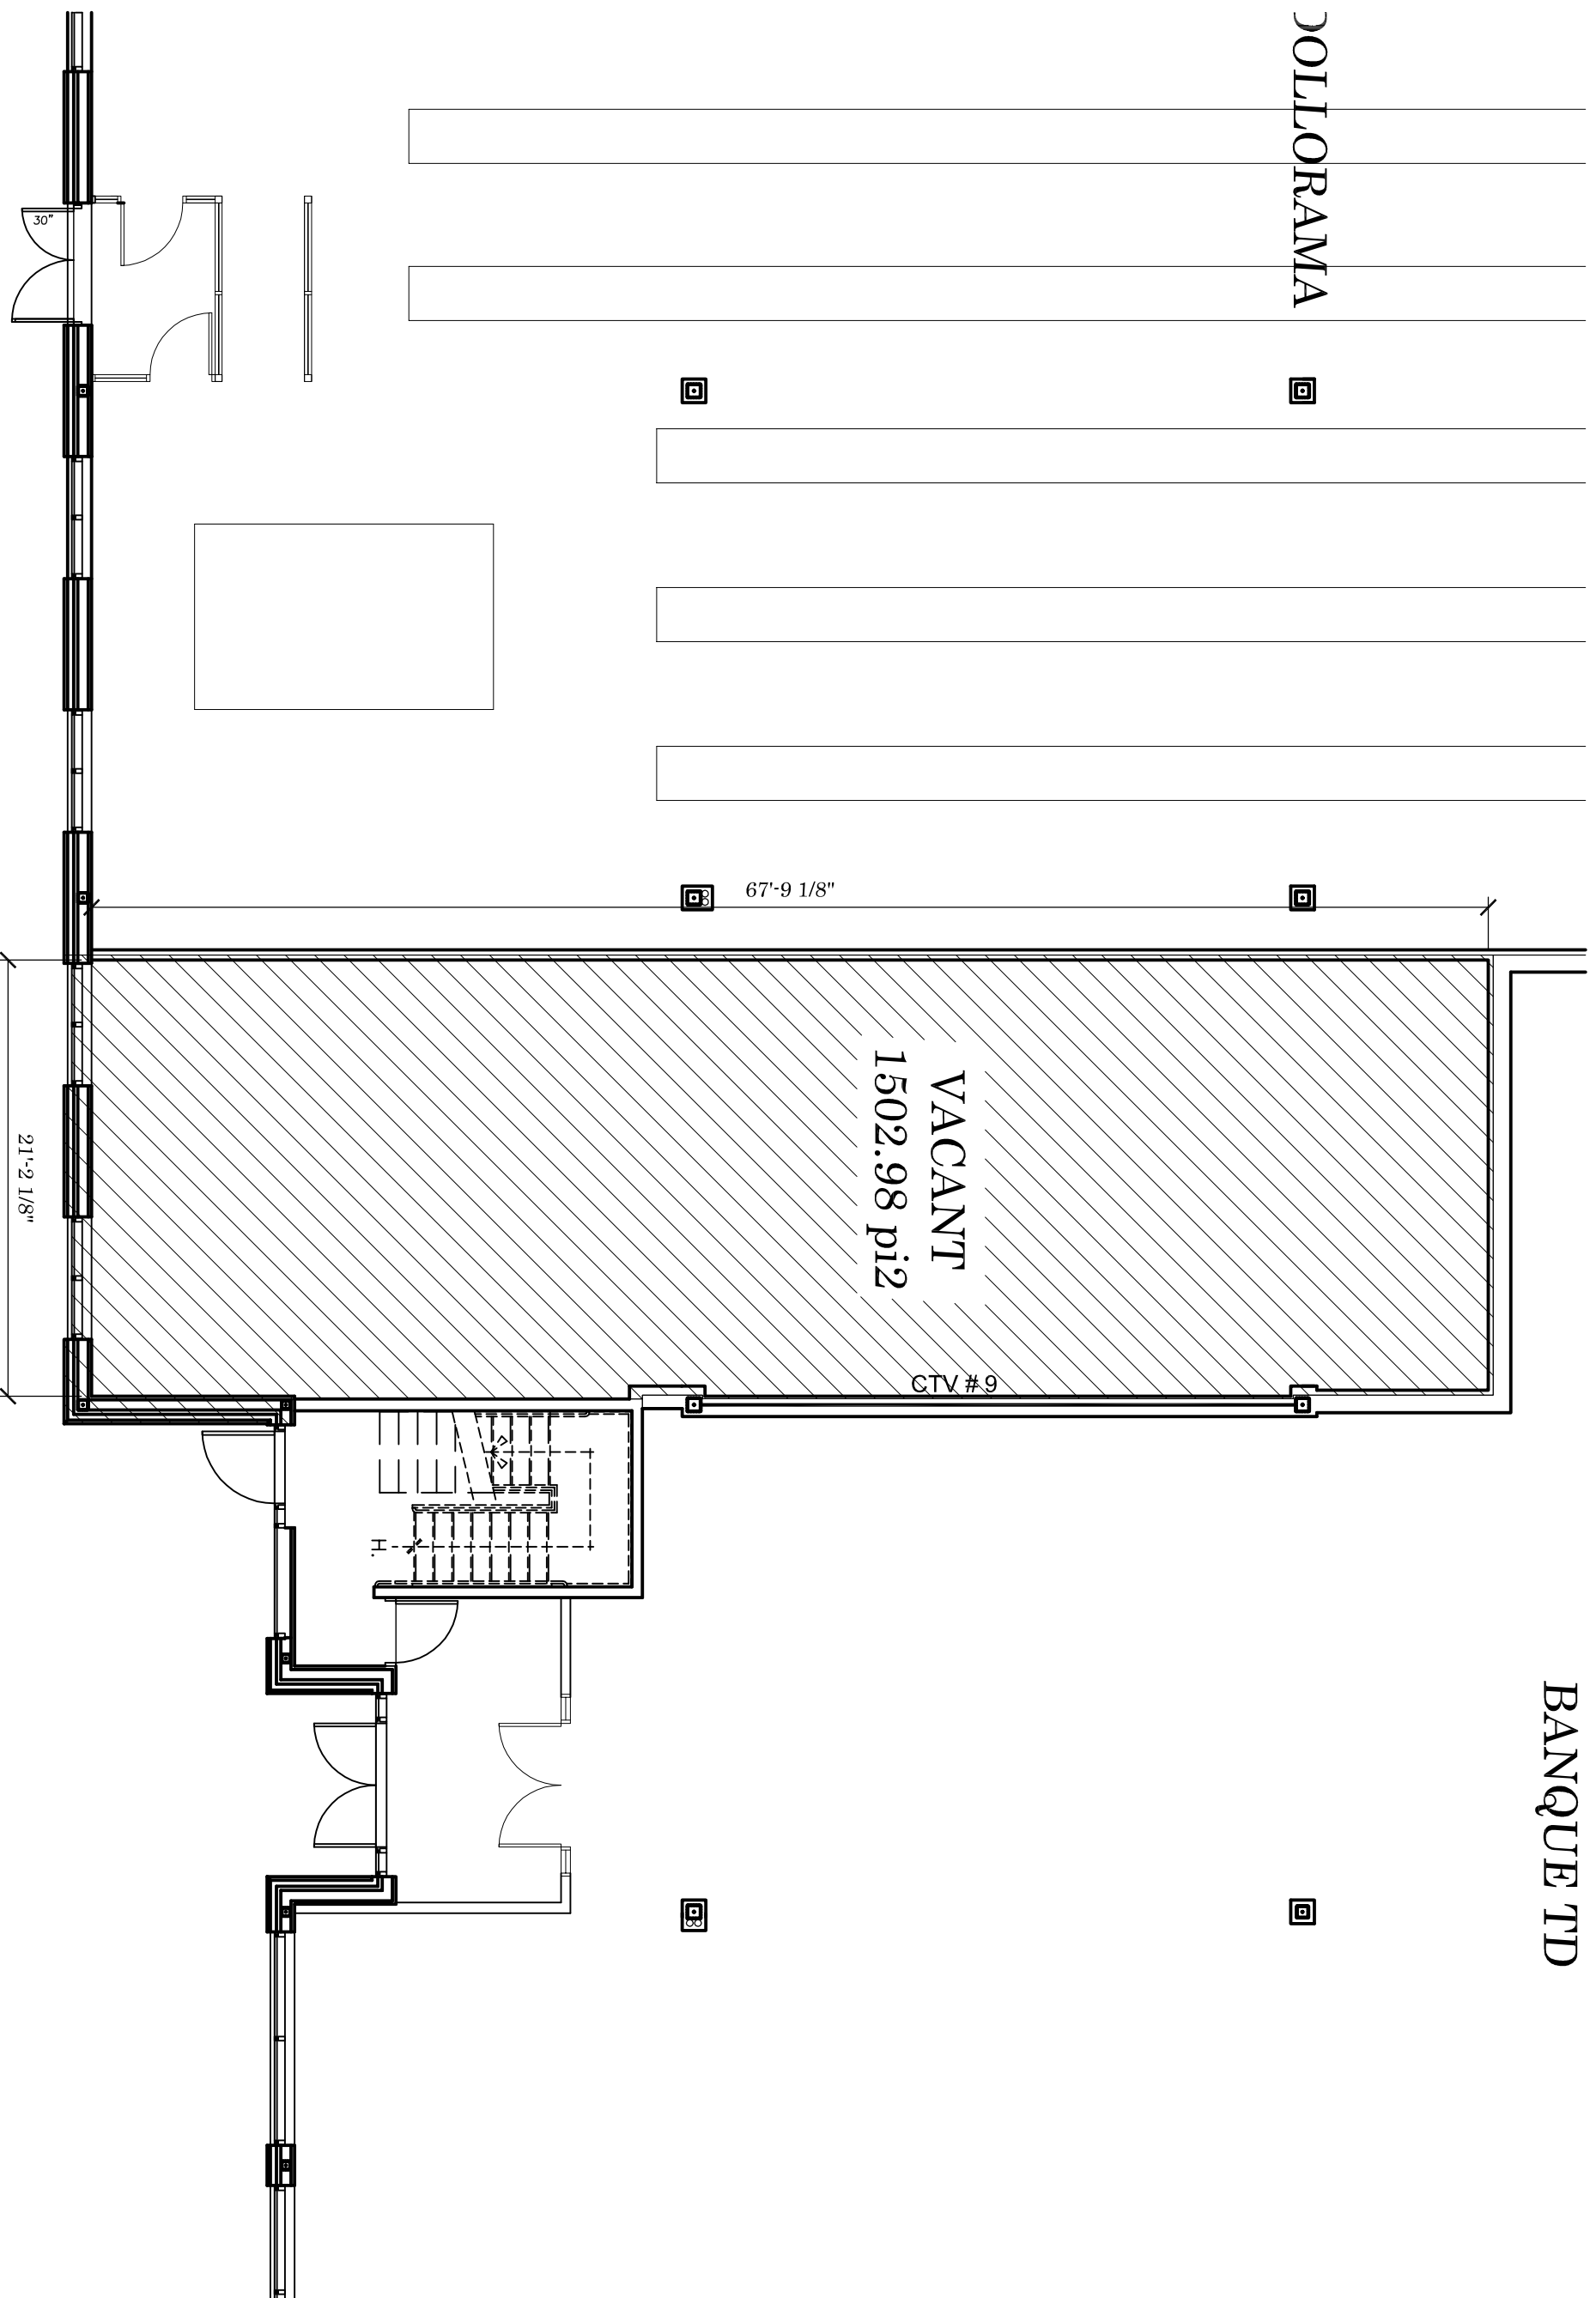 DOLLORAMA
30"
67'-9 1/8"
VACANT
1502.98 pi2
21'-2 1/8"
CTV # 9
H.
BANQUE TD